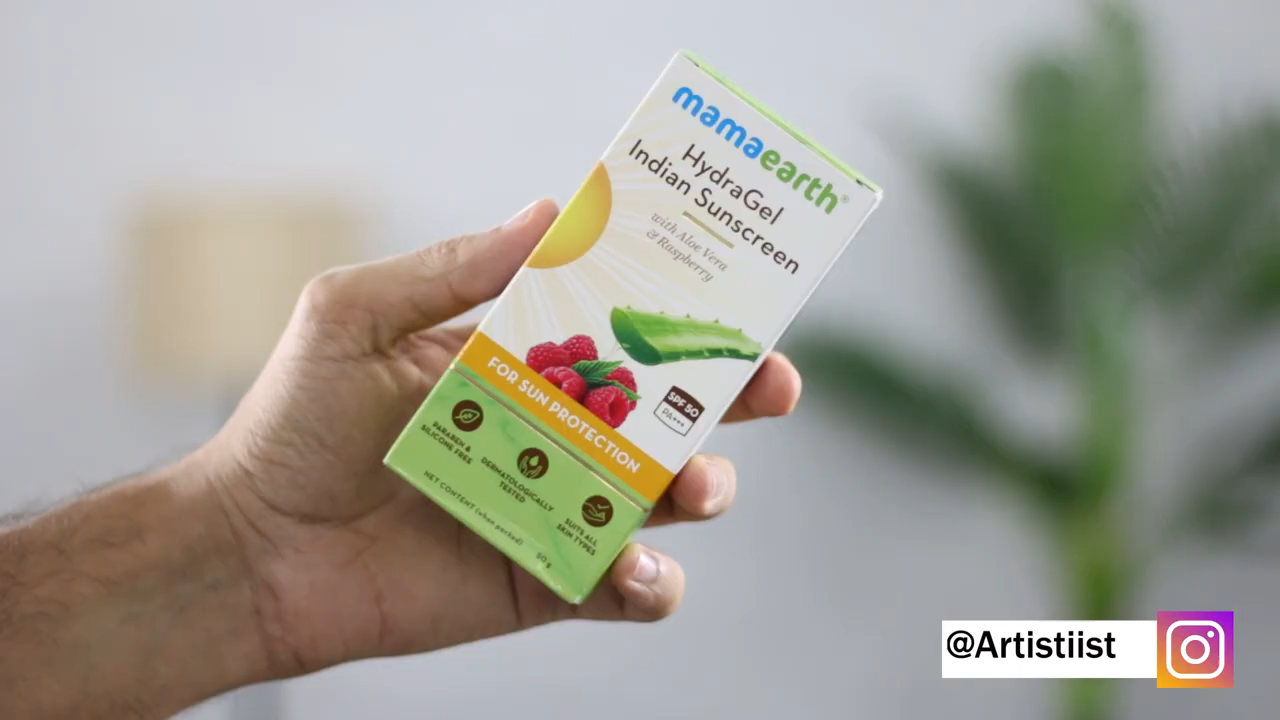 mamaearth®
HydraGel
Indian Sunscreen
with Aloe Vera
& Raspberry
SPF 50
PA+++
FOR SUN PROTECTION
PARABEN &
SILICONE FREE
DERMATOLOGICALLY
TESTED
SUITS ALL
SKIN TYPES
NET CONTENT (when packed)
50 g
@Artistiist